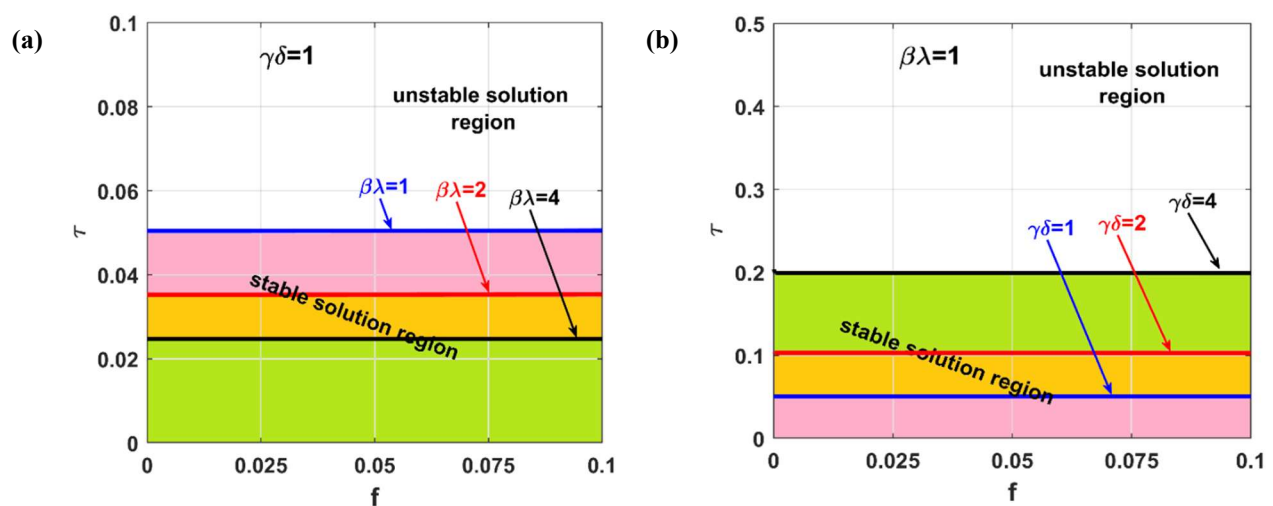 (a)
γδ=1
unstable solution
region
βλ=1
βλ=2
βλ=4
stable solution region
τ
0.1
0.08
0.06
0.04
0.02
0
0
0.025
0.05
0.075
0.1
f
(b)
βλ=1
unstable solution
region
γδ=1
γδ=2
γδ=4
stable solution region
τ
0.5
0.4
0.3
0.2
0.1
0
0
0.025
0.05
0.075
0.1
f